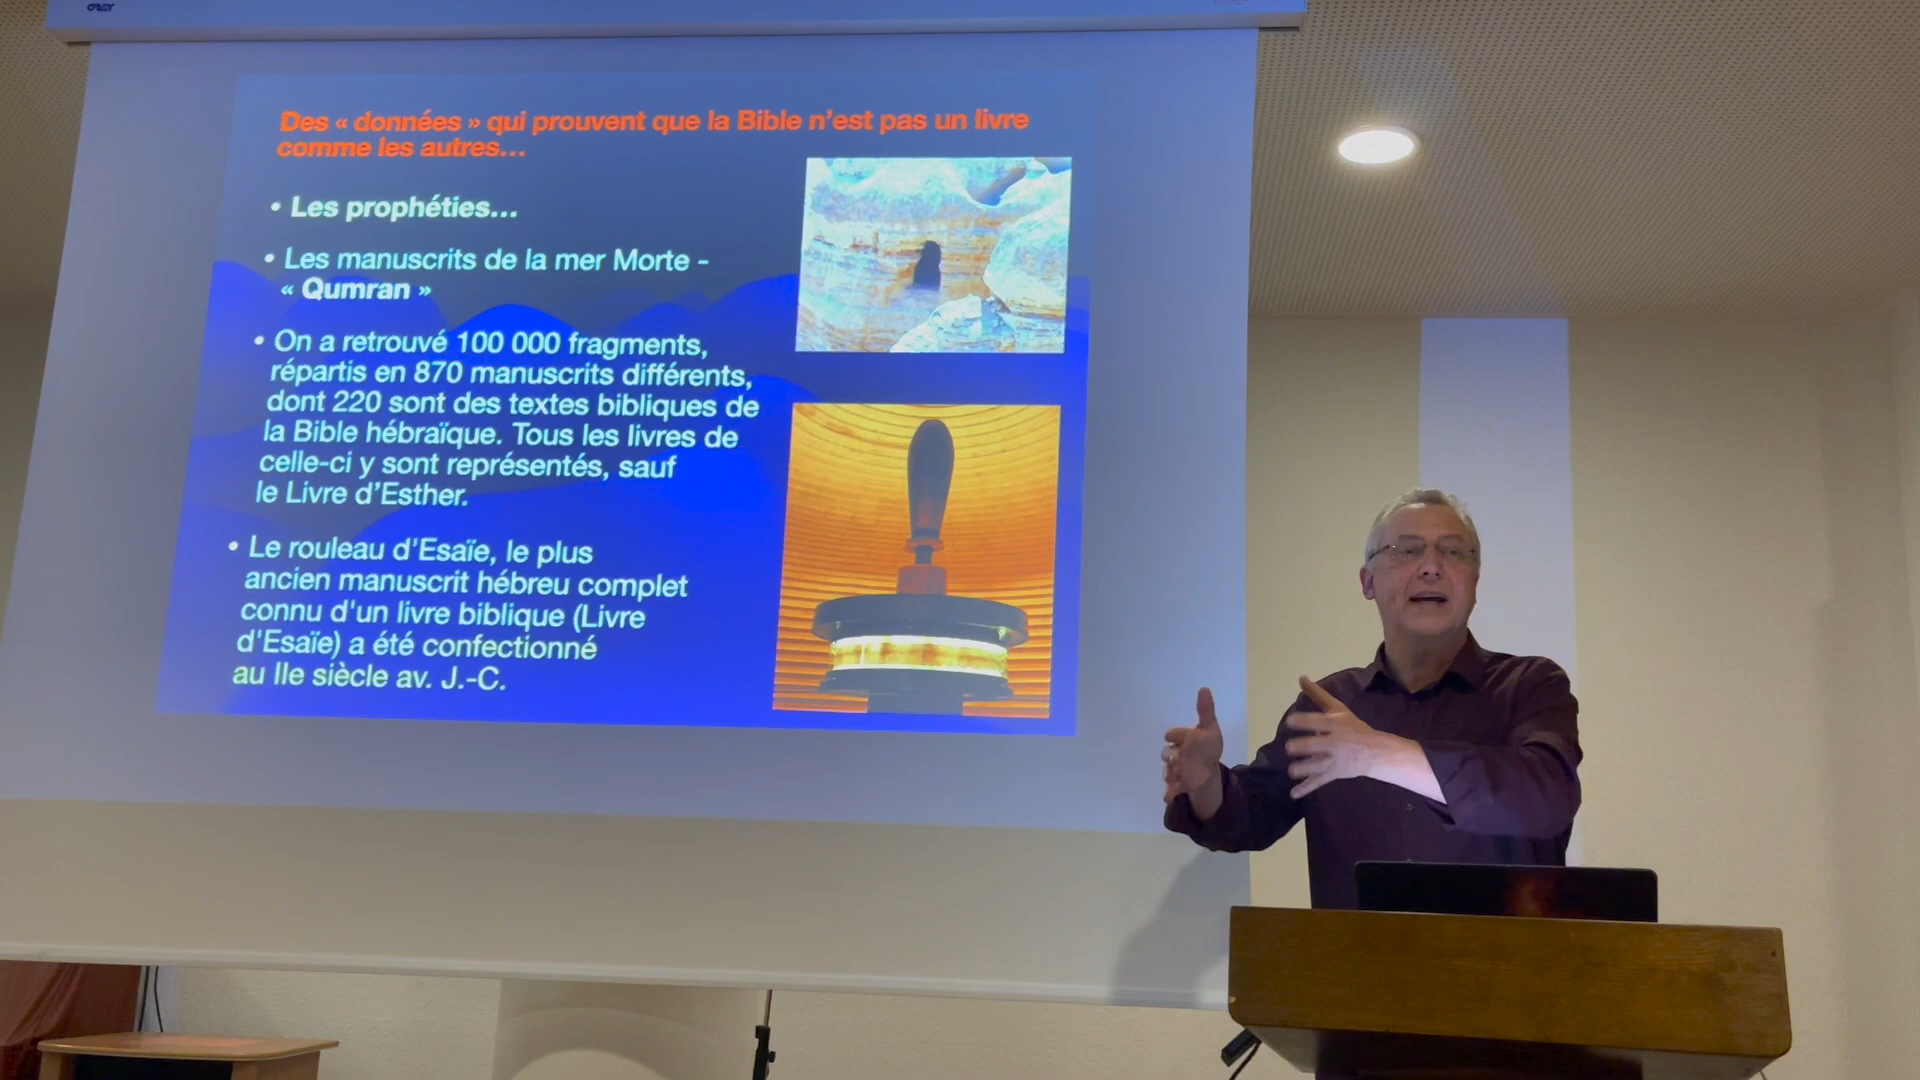 Des « données » qui prouvent que la Bible n'est pas un livre
comme les autres...
• Les prophéties...
• Les manuscrits de la mer Morte -
« Qumran »
• On a retrouvé 100 000 fragments,
répartis en 870 manuscrits différents,
dont 220 sont des textes bibliques de
la Bible hébraïque. Tous les livres de
celle-ci y sont représentés, sauf
le Livre d'Esther.
• Le rouleau d'Esaïe, le plus
ancien manuscrit hébreu complet
connu d'un livre biblique (Livre
d'Esaïe) a été confectionné
au IIe siècle av. J.-C.